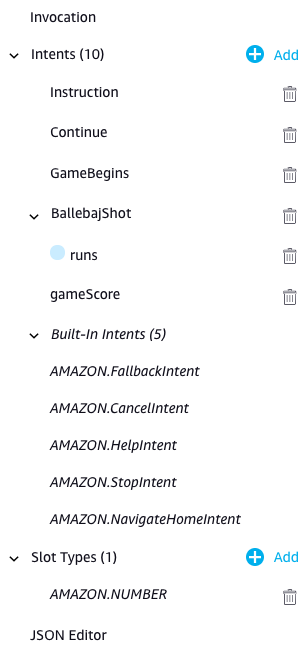 Invocation
Intents (10) Add
Instruction
Continue
GameBegins
BallebajShot
runs
gameScore
Built-In Intents (5)
AMAZON.FallbackIntent
AMAZON.CancelIntent
AMAZON.HelpIntent
AMAZON.StopIntent
AMAZON.NavigateHomeIntent
Slot Types (1) Add
AMAZON.NUMBER
JSON Editor